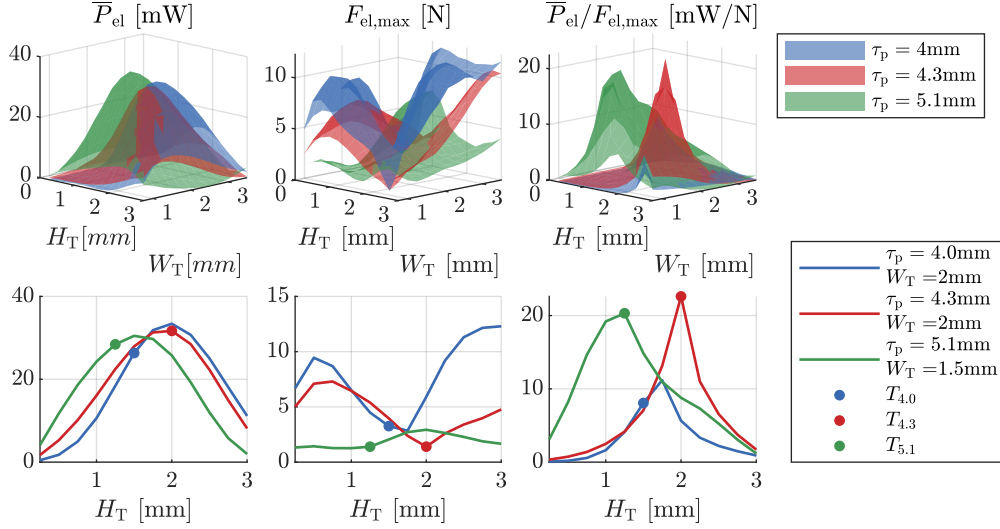 P̅el [mW]
Fel,max [N]
P̅el/Fel,max [mW/N]
40
30
20
10
0
0
1
2
3
1
2
3
HT[mm]
WT[mm]
10
5
0
0
1
2
3
1
2
3
HT [mm]
WT [mm]
20
10
0
0
1
2
3
1
2
3
HT [mm]
WT [mm]
τp = 4mm
τp = 4.3mm
τp = 5.1mm
40
20
0
1
2
3
HT [mm]
15
10
5
0
1
2
3
HT [mm]
20
10
0
1
2
3
HT [mm]
τp = 4.0mm
WT =2mm
τp = 4.3mm
WT =2mm
τp = 5.1mm
WT =1.5mm
T4.0
T4.3
T5.1